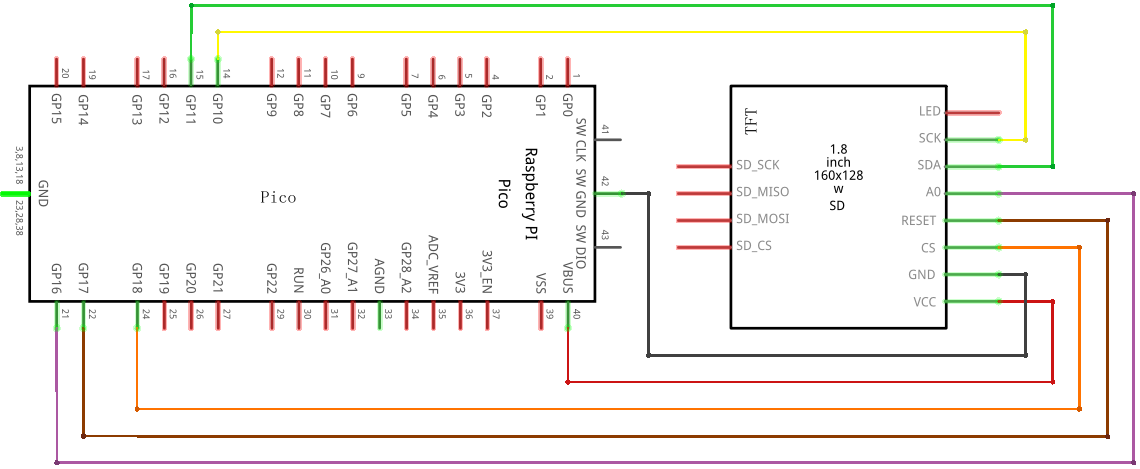 20
19
17
16
15
14
12
11
10
9
7
6
5
4
2
1
GP15
GP14
GP13
GP12
GP11
GP10
GP9
GP8
GP7
GP6
GP5
GP4
GP3
GP2
GP1
GP0
3,8,13,18
23,28,38
GND
Pico
Raspberry PI
Pico
SW CLK
SW GND
SW DIO
41
42
43
GP16
GP17
GP18
GP19
GP20
GP21
GP22
RUN
GP26_A0
GP27_A1
AGND
GP28_A2
ADC_VREF
3V3
3V3_EN
VSS
VBUS
21
22
24
25
26
27
29
30
31
32
33
34
35
36
37
39
40
TFT
1.8
inch
160x128
w
SD
SD_SCK
SD_MISO
SD_MOSI
SD_CS
LED
SCK
SDA
A0
RESET
CS
GND
VCC